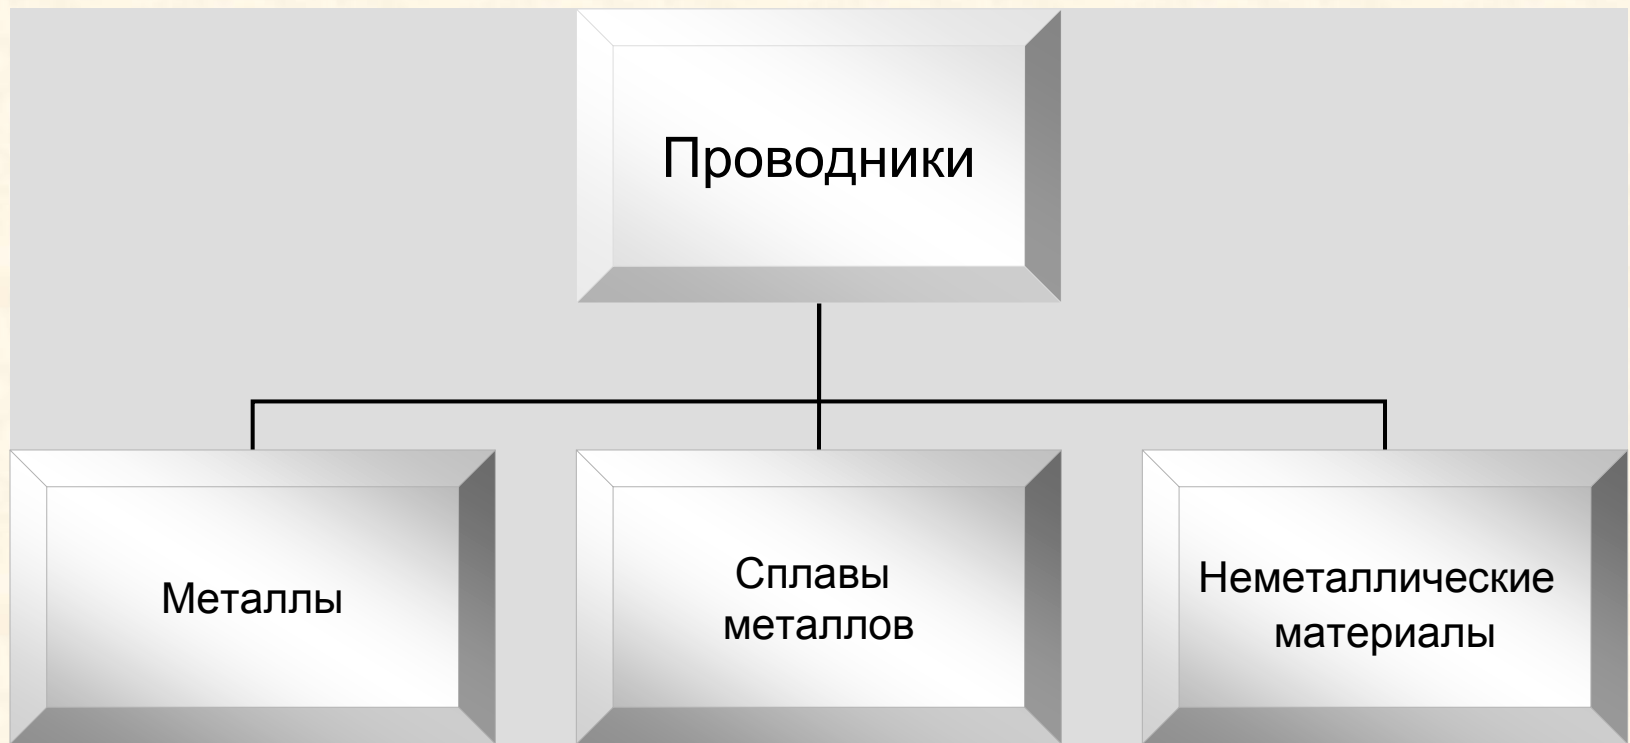 Проводники
Металлы
Сплавы
металлов
Неметаллические
материалы